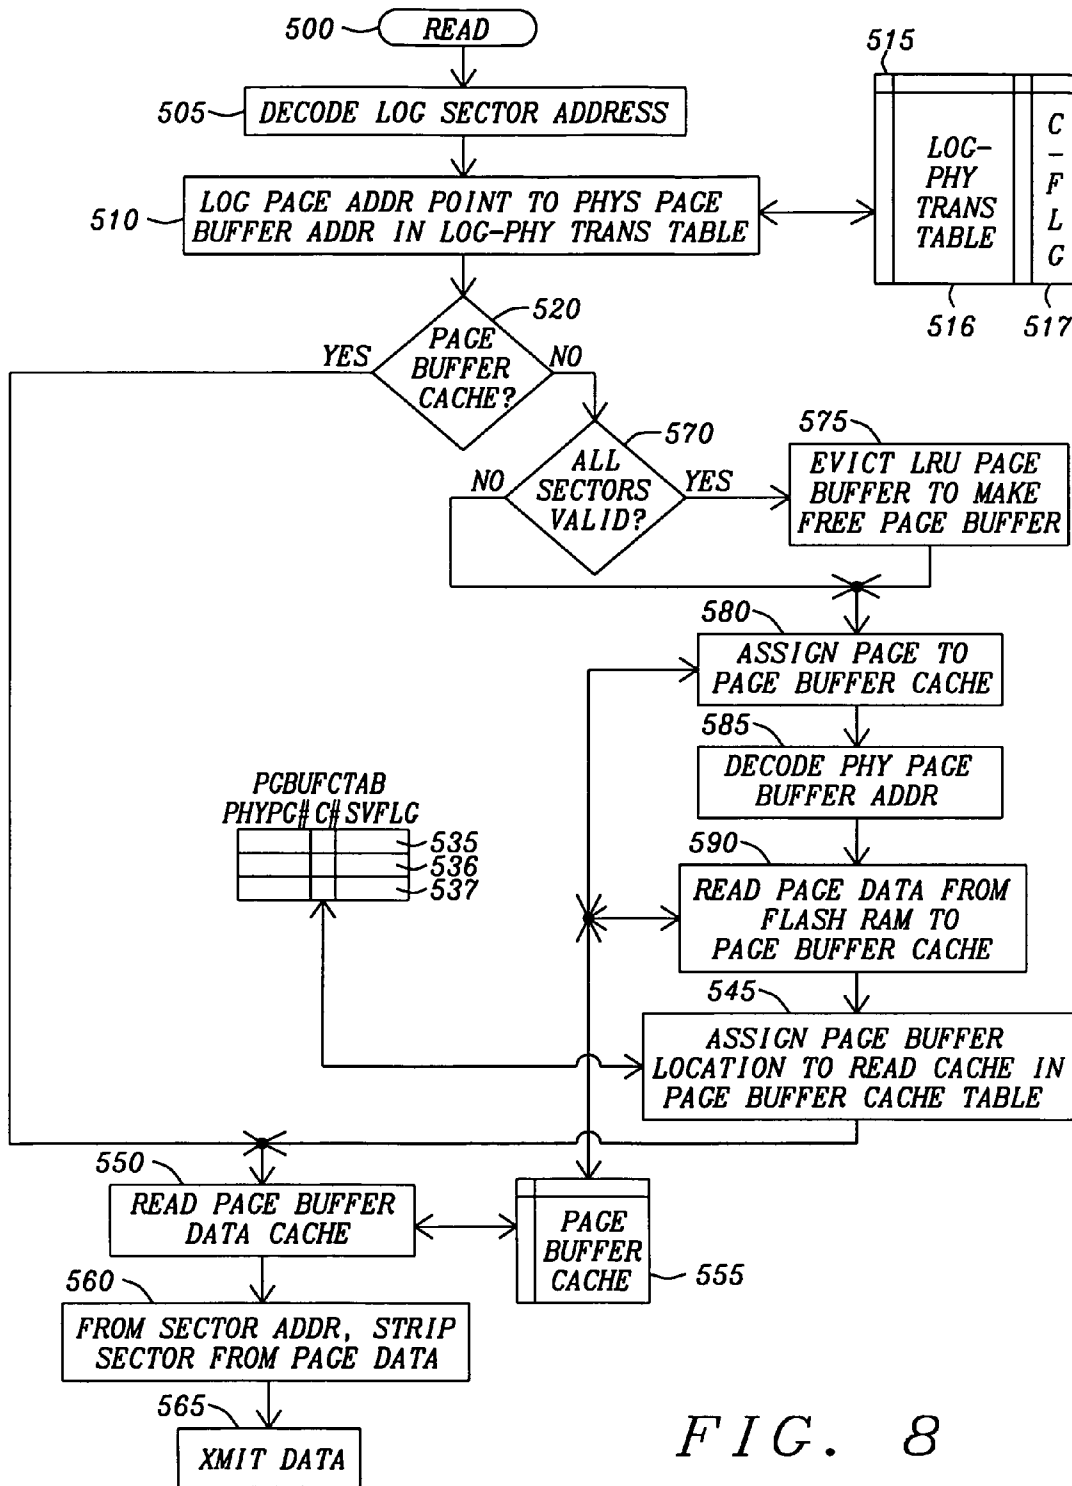 500
READ
515
505
DECODE LOG SECTOR ADDRESS
510
LOG PAGE ADDR POINT TO PHYS PAGE
BUFFER ADDR IN LOG-PHY TRANS TABLE
LOG-
PHY
TRANS
TABLE
C
-
F
L
G
516
517
520
YES
PAGE
BUFFER
CACHE?
NO
570
NO
ALL
SECTORS
VALID?
YES
575
EVICT LRU PAGE
BUFFER TO MAKE
FREE PAGE BUFFER
580
ASSIGN PAGE TO
PAGE BUFFER CACHE
585
DECODE PHY PAGE
BUFFER ADDR
PGBUFCTAB
PHYPG# C# SVFLG
535
536
537
590
READ PAGE DATA FROM
FLASH RAM TO
PAGE BUFFER CACHE
545
ASSIGN PAGE BUFFER
LOCATION TO READ CACHE IN
PAGE BUFFER CACHE TABLE
550
READ PAGE BUFFER
DATA CACHE
PAGE
BUFFER
CACHE
555
560
FROM SECTOR ADDR, STRIP
SECTOR FROM PAGE DATA
565
XMIT DATA
FIG. 8